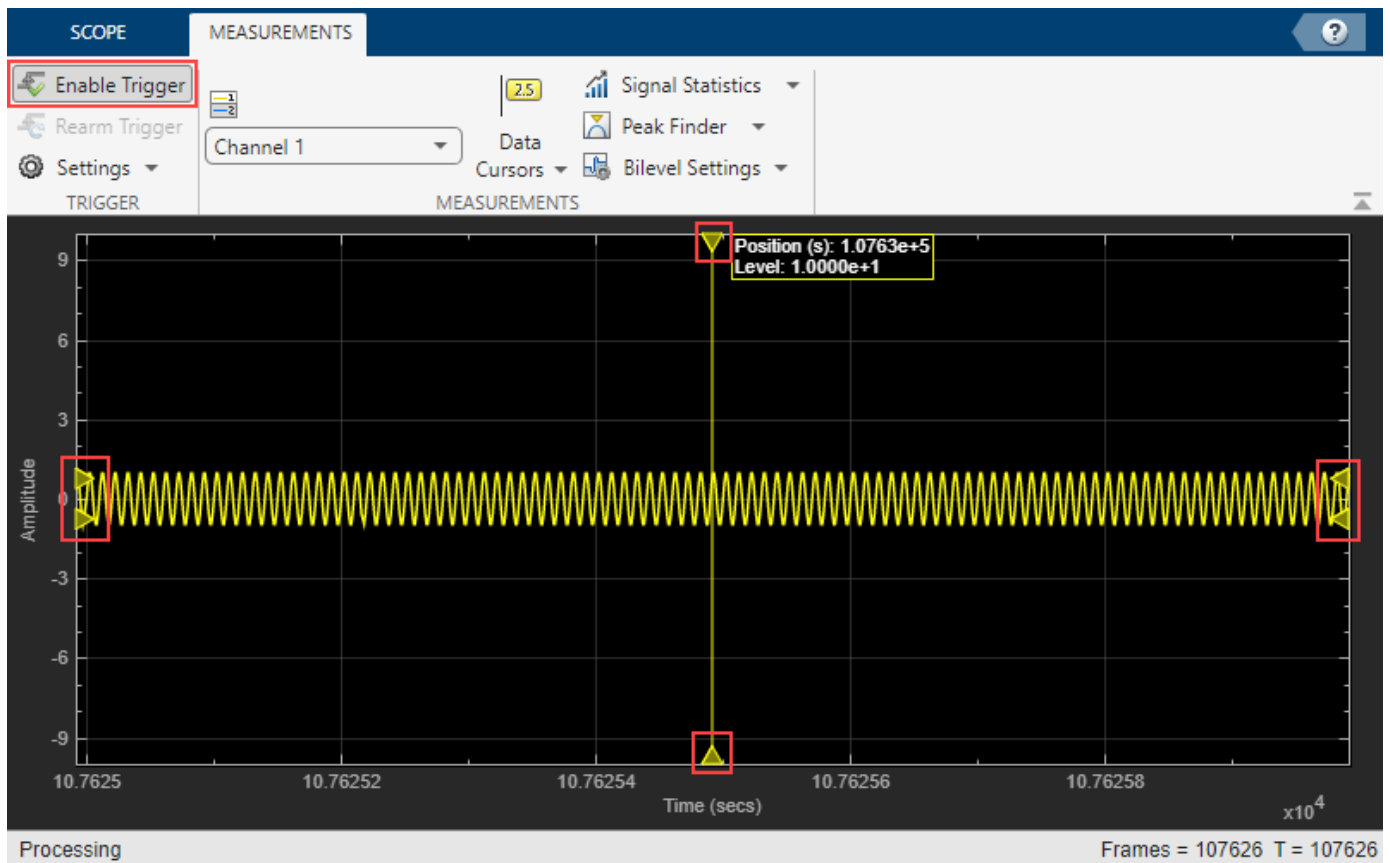 SCOPE
MEASUREMENTS
?
Enable Trigger
Rearm Trigger
Settings
TRIGGER
1
2
Channel 1
2.5
Data
Cursors
Signal Statistics
Peak Finder
Bilevel Settings
MEASUREMENTS
Position (s): 1.0763e+5
Level: 1.0000e+1
9
6
3
0
-3
-6
-9
Amplitude
10.7625
10.76252
10.76254
10.76256
10.76258
Time (secs)
x10^4
Processing
Frames = 107626 T = 107626